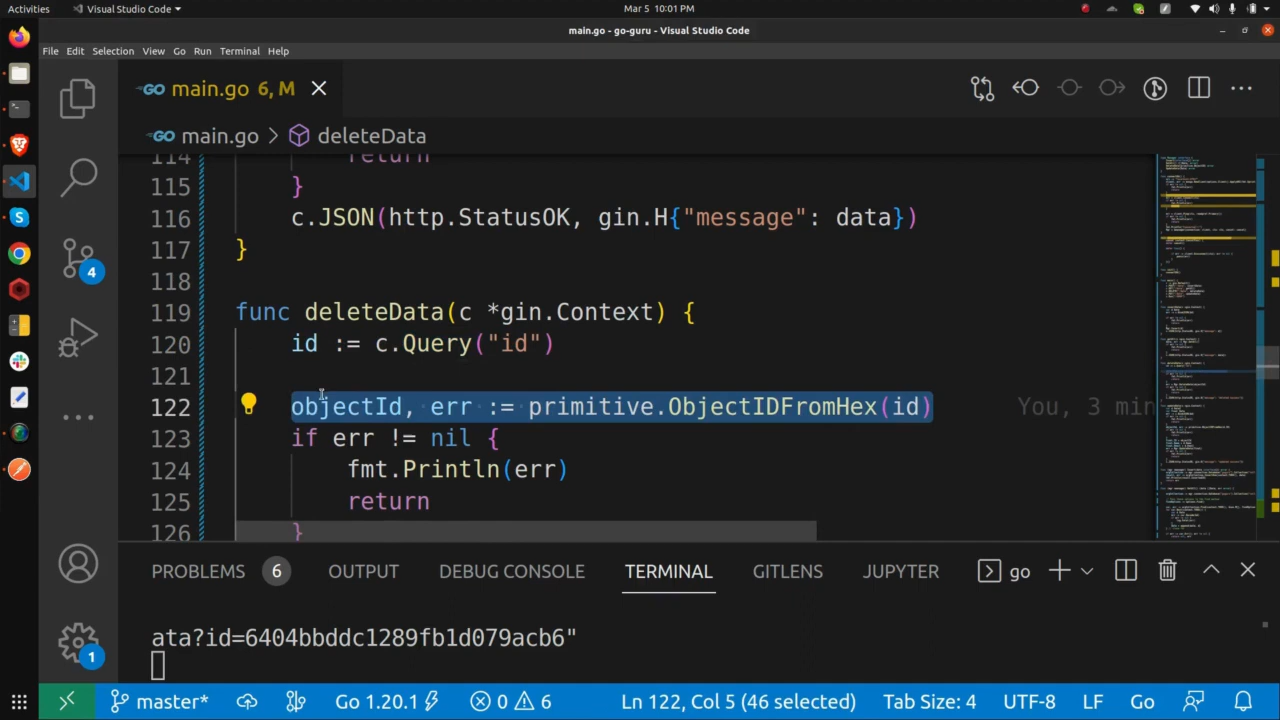 Activities Visual Studio Code Mar 5 10:01 PM
main.go - go-guru - Visual Studio Code
File Edit Selection View Go Run Terminal Help
GO main.go 6, M
GO main.go > deleteData
114 return
115 }
116 c.JSON(http.StatusOK, gin.H{"message": data})
117 }
118
119 func deleteData(c *gin.Context) {
120 id := c.Query("id")
121
122 objectId, err := primitive.ObjectIDFromHex(id) You, 3 min
123 if err != nil {
124 fmt.Println(err)
125 return
126 }
4
PROBLEMS 6 OUTPUT DEBUG CONSOLE TERMINAL GITLENS JUPYTER go
ata?id=6404bbddc1289fb1d079acb6"
1
master* Go 1.20.1 0 6 Ln 122, Col 5 (46 selected) Tab Size: 4 UTF-8 LF Go